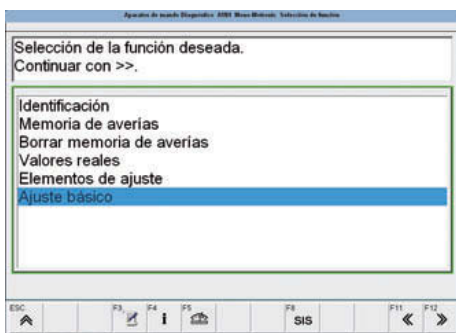 Selección de la función deseada.
Continuar con >>.
Identificación
Memoria de averías
Borrar memoria de averías
Valores reales
Elementos de ajuste
Ajuste básico
ESC F3 F4 F5 F8 F11 F12
i SIS « »